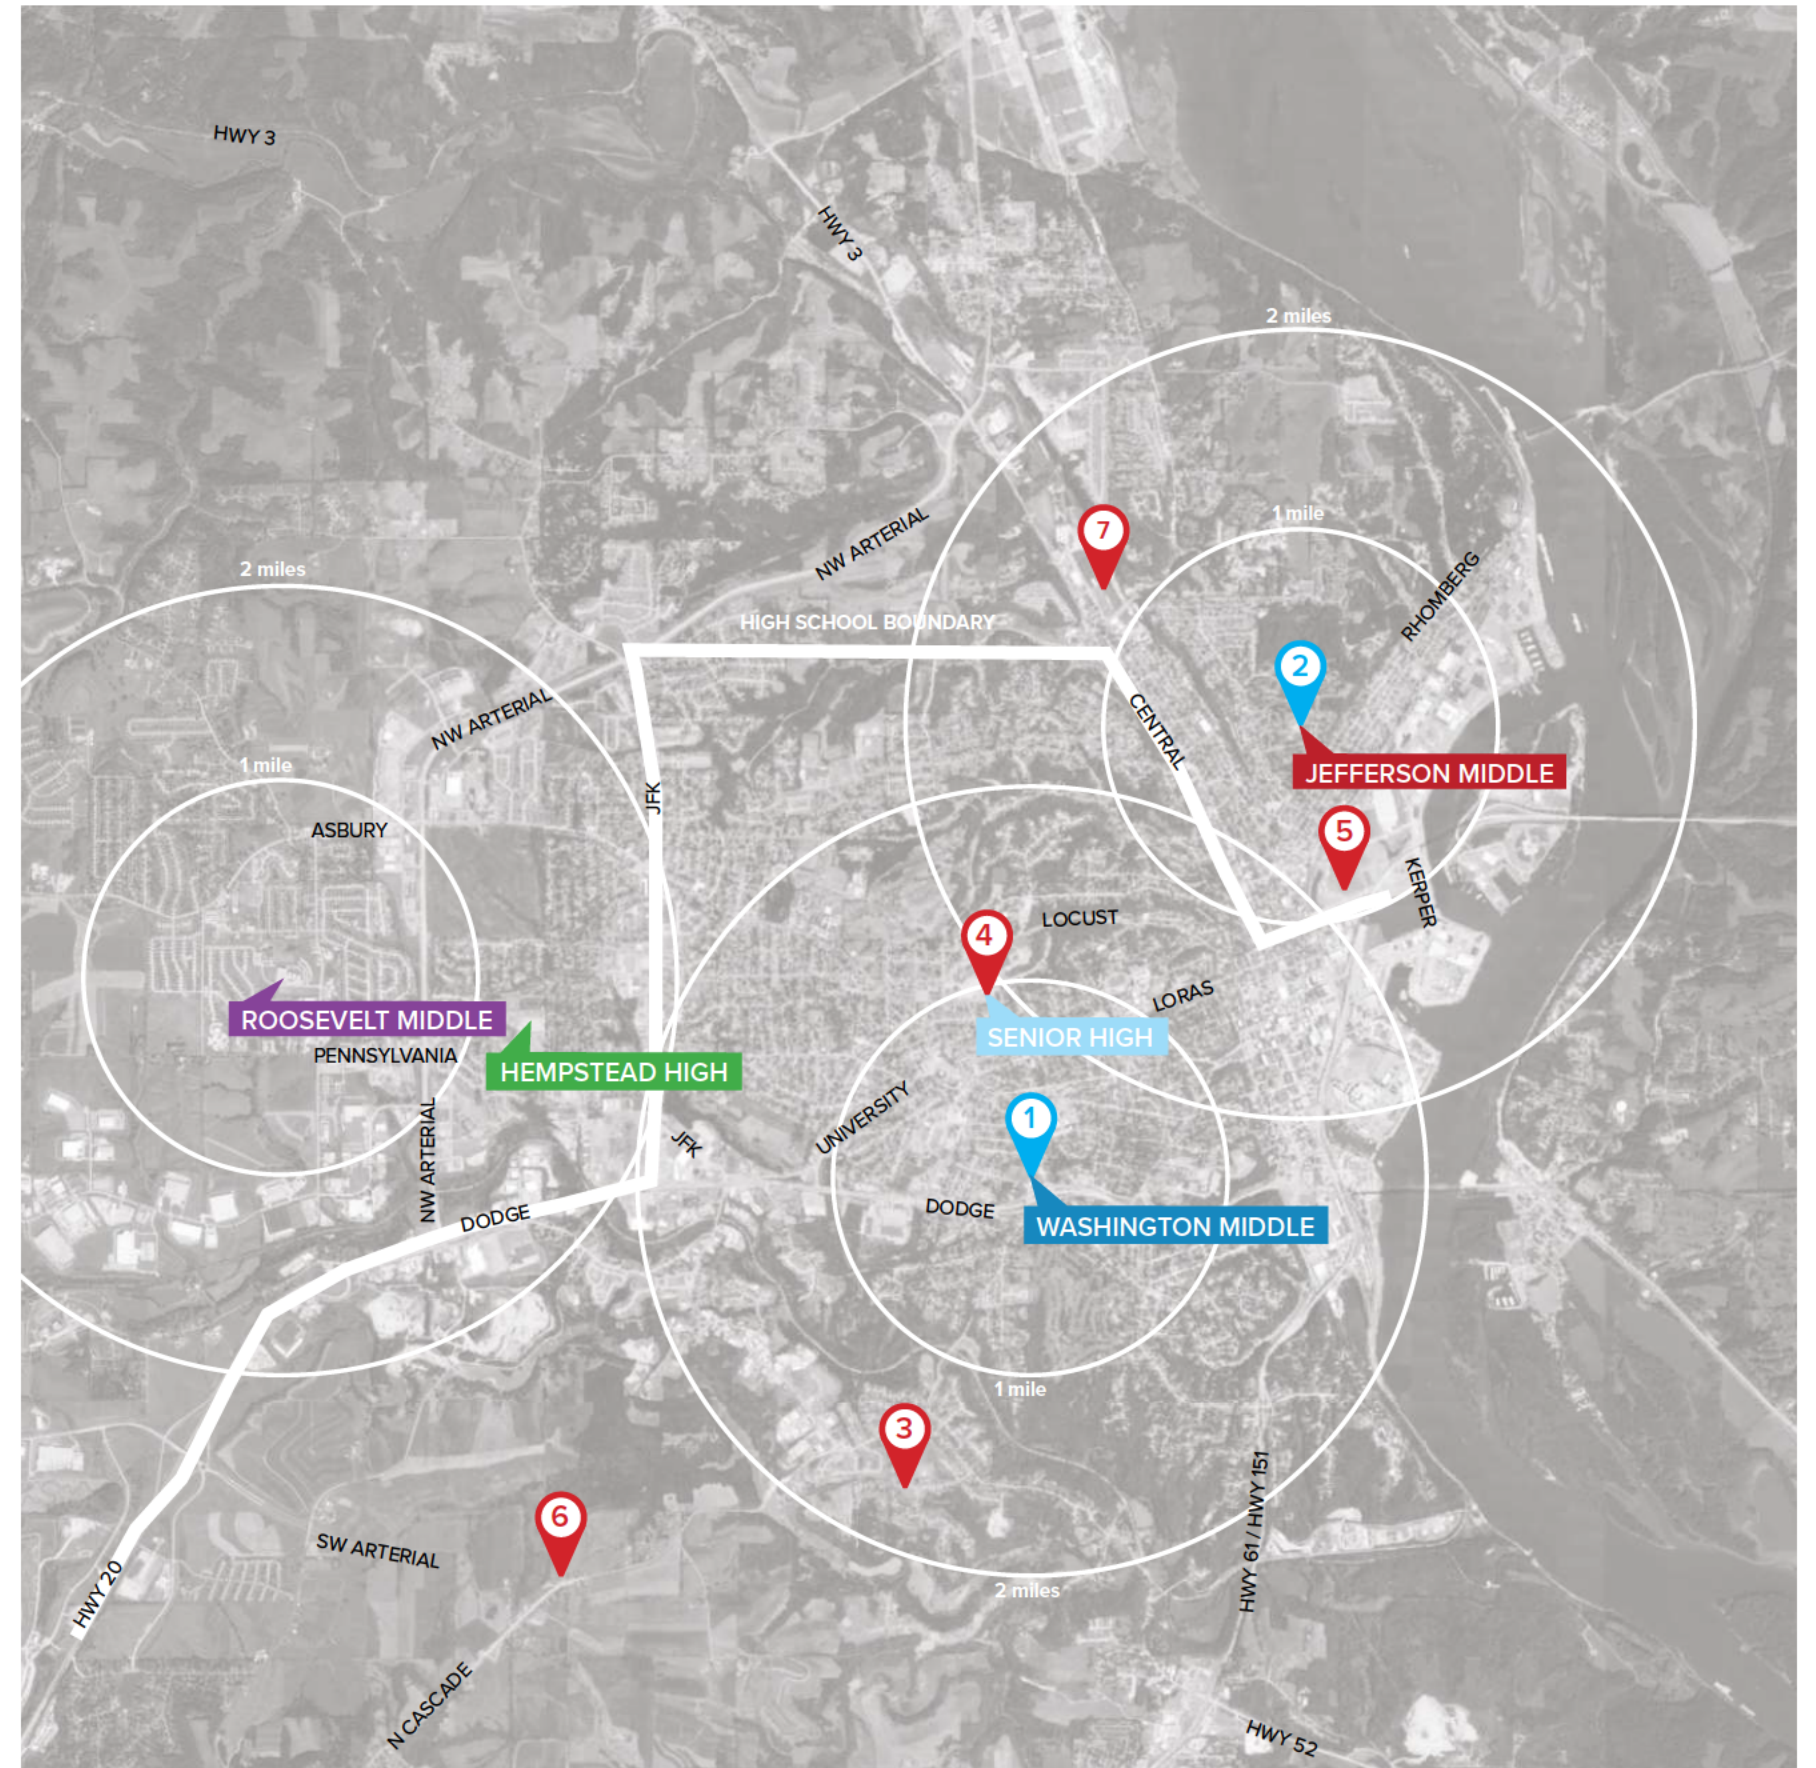 HWY 3
HWY 3
2 miles
1 mile
7
NW ARTERIAL
RHOMBERG
2 miles
HIGH SCHOOL BOUNDARY
2
NW ARTERIAL
CENTRAL
1 mile
JEFFERSON MIDDLE
JFK
ASBURY
5
KERPER
LOCUST
4
LORAS
ROOSEVELT MIDDLE
SENIOR HIGH
PENNSYLVANIA
HEMPSTEAD HIGH
UNIVERSITY
1
JFK
NW ARTERIAL
DODGE
DODGE
WASHINGTON MIDDLE
1 mile
3
6
HWY 61 / HWY 151
SW ARTERIAL
HWY 20
2 miles
N CASCADE
HWY 52